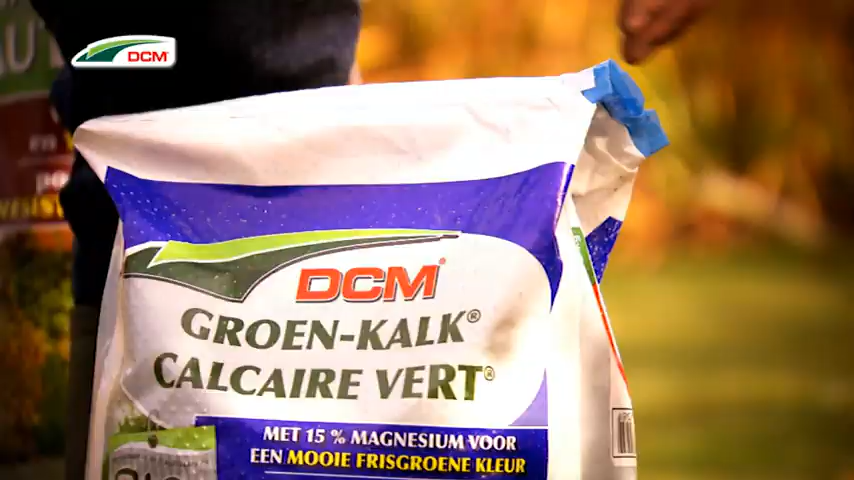 DCM
DCM®
GROEN-KALK®
CALCAIRE VERT®
MET 15 % MAGNESIUM VOOR
EEN MOOIE FRISGROENE KLEUR